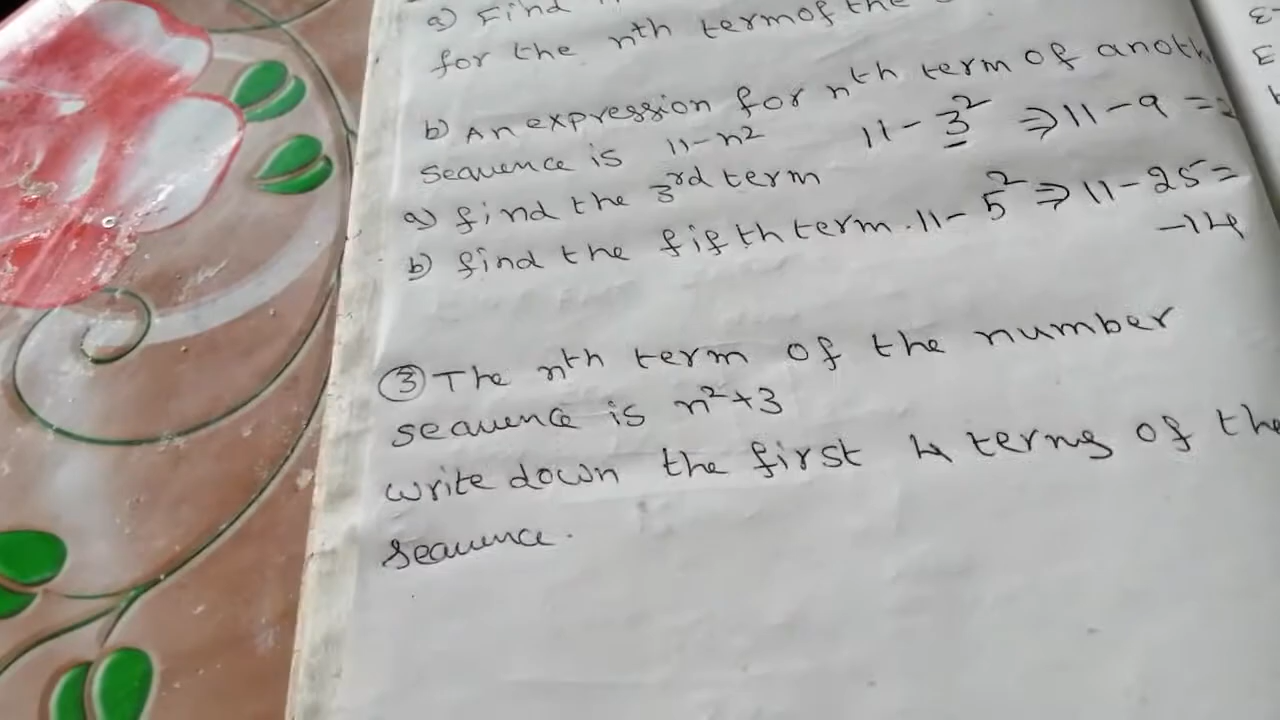 a) Find
for the nth term of the
b) An expression for nth term of anoth
sequence is 11-n²
11-3² ⇒ 11-9 =2
a) find the 3rd term
b) find the fifth term. 11- 5² ⇒ 11-25=
-14
③ The nth term of the number
sequence is n²+3
write down the first 4 terms of the
sequence.